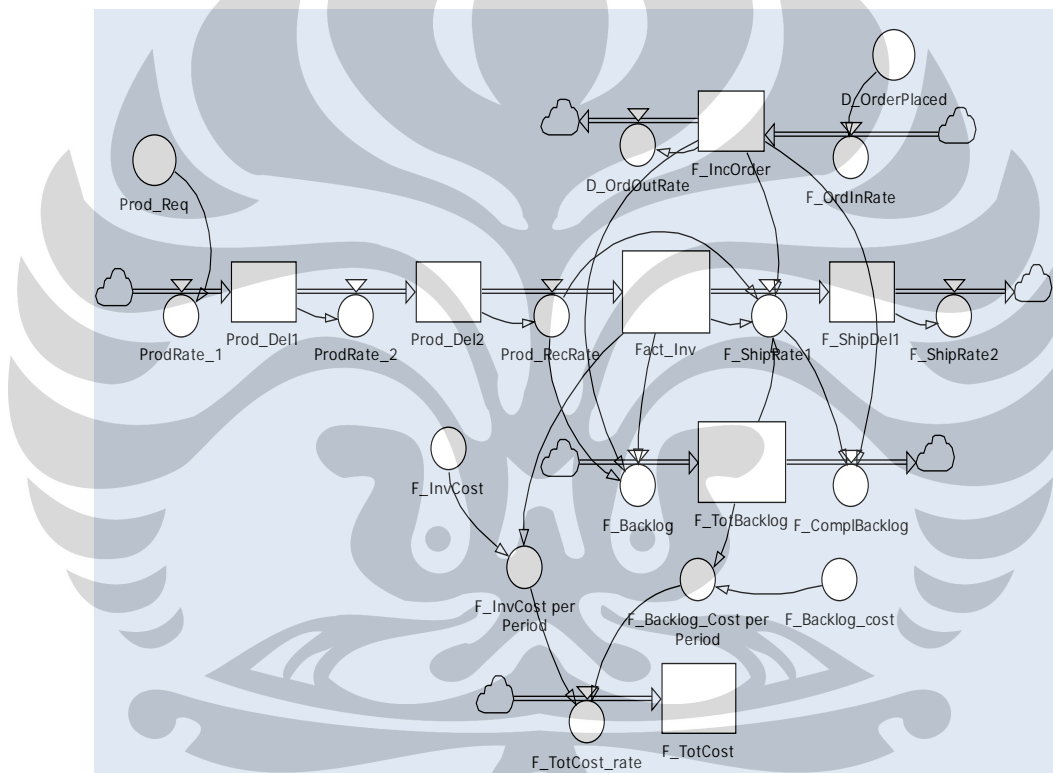 D_OrderPlaced
D_OrdOutRate
F_IncOrder
F_OrdInRate
Prod_Req
ProdRate_1
Prod_Del1
ProdRate_2
Prod_Del2
Prod_RecRate
Fact_Inv
F_ShipRate1
F_ShipDel1
F_ShipRate2
F_InvCost
F_Backlog
F_TotBacklog
F_ComplBacklog
F_InvCost per
Period
F_Backlog_Cost per
Period
F_Backlog_cost
F_TotCost_rate
F_TotCost